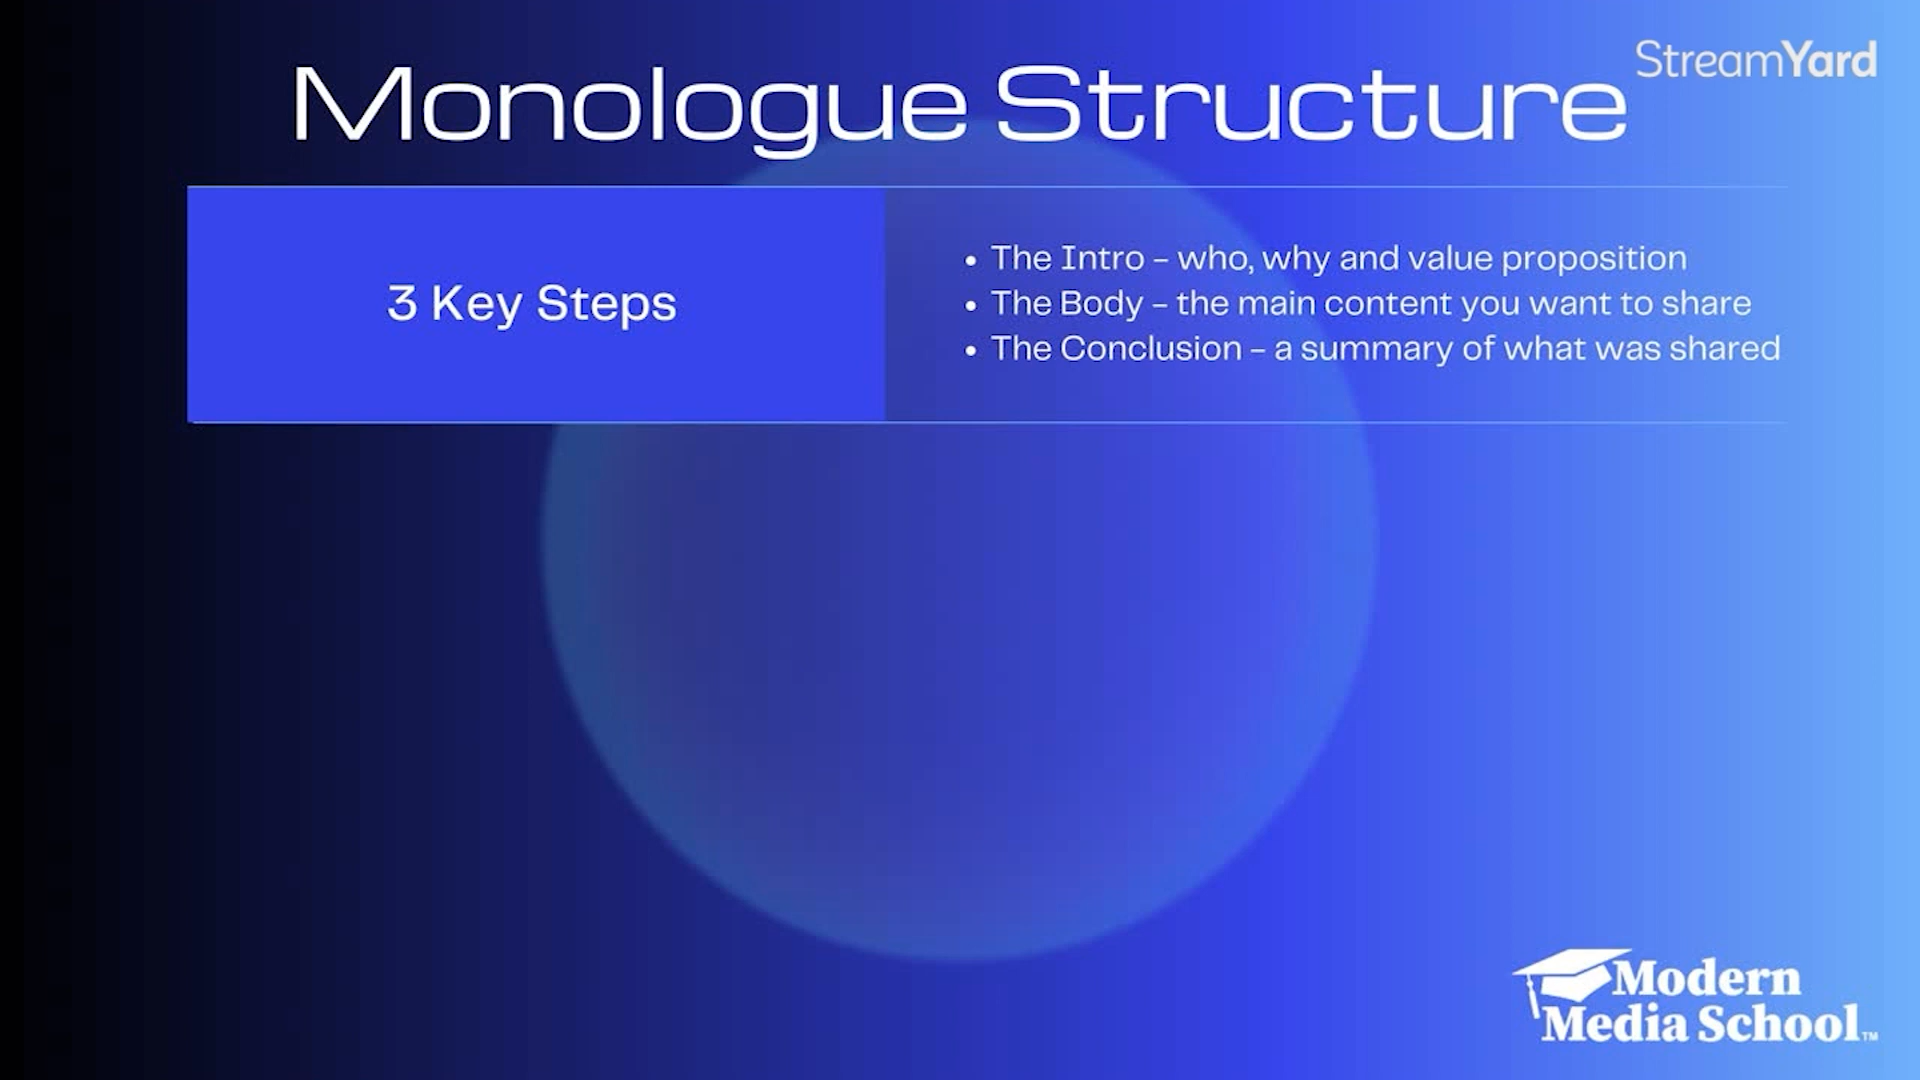 StreamYard
Monologue Structure
3 Key Steps
• The Intro – who, why and value proposition
• The Body – the main content you want to share
• The Conclusion – a summary of what was shared
Modern
Media School™